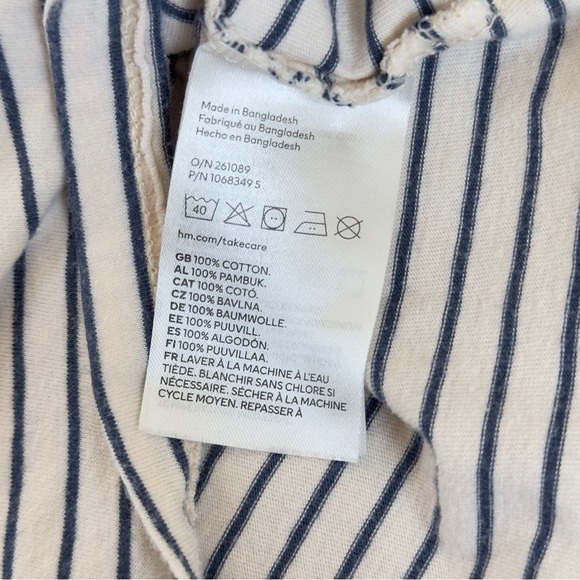 Made in Bangladesh
Fabriqué au Bangladesh
Hecho en Bangladesh
O/N 261089
P/N 1068349 S
40
hm.com/takecare
GB 100% COTTON.
AL 100% PAMBUK.
CAT 100% COTÓ.
CZ 100% BAVLNA.
DE 100% BAUMWOLLE.
EE 100% PUUVILL.
ES 100% ALGODÓN.
FI 100% PUUVILLAA.
FR LAVER À LA MACHINE À L'EAU
TIÈDE. BLANCHIR SANS CHLORE SI
NÉCESSAIRE. SÉCHER À LA MACHINE
CYCLE MOYEN. REPASSER À